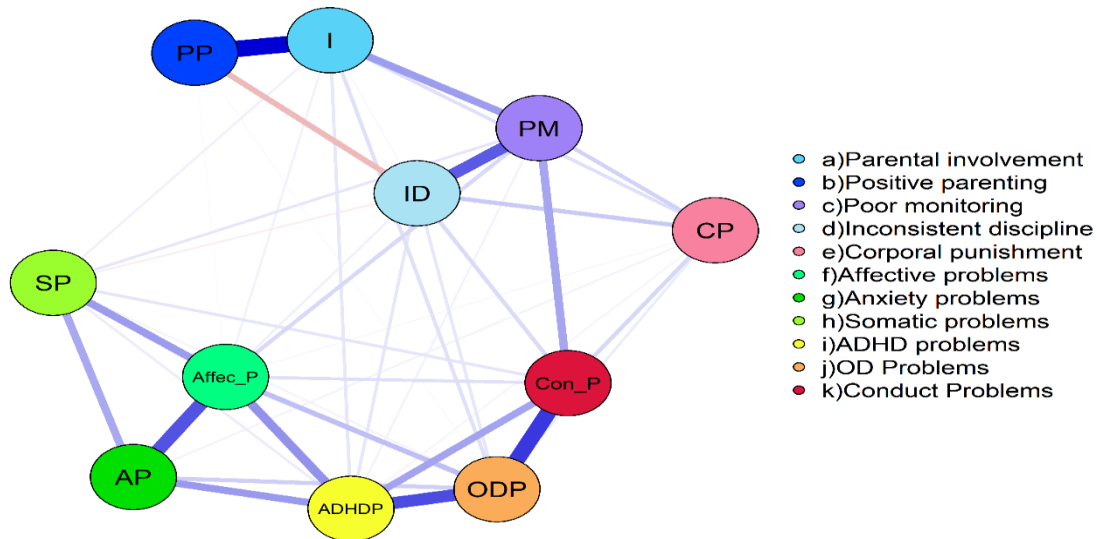 PP
I
PM
ID
CP
SP
Affec_P
Con_P
AP
ADHDP
ODP
a)Parental involvement
b)Positive parenting
c)Poor monitoring
d)Inconsistent discipline
e)Corporal punishment
f)Affective problems
g)Anxiety problems
h)Somatic problems
i)ADHD problems
j)OD Problems
k)Conduct Problems